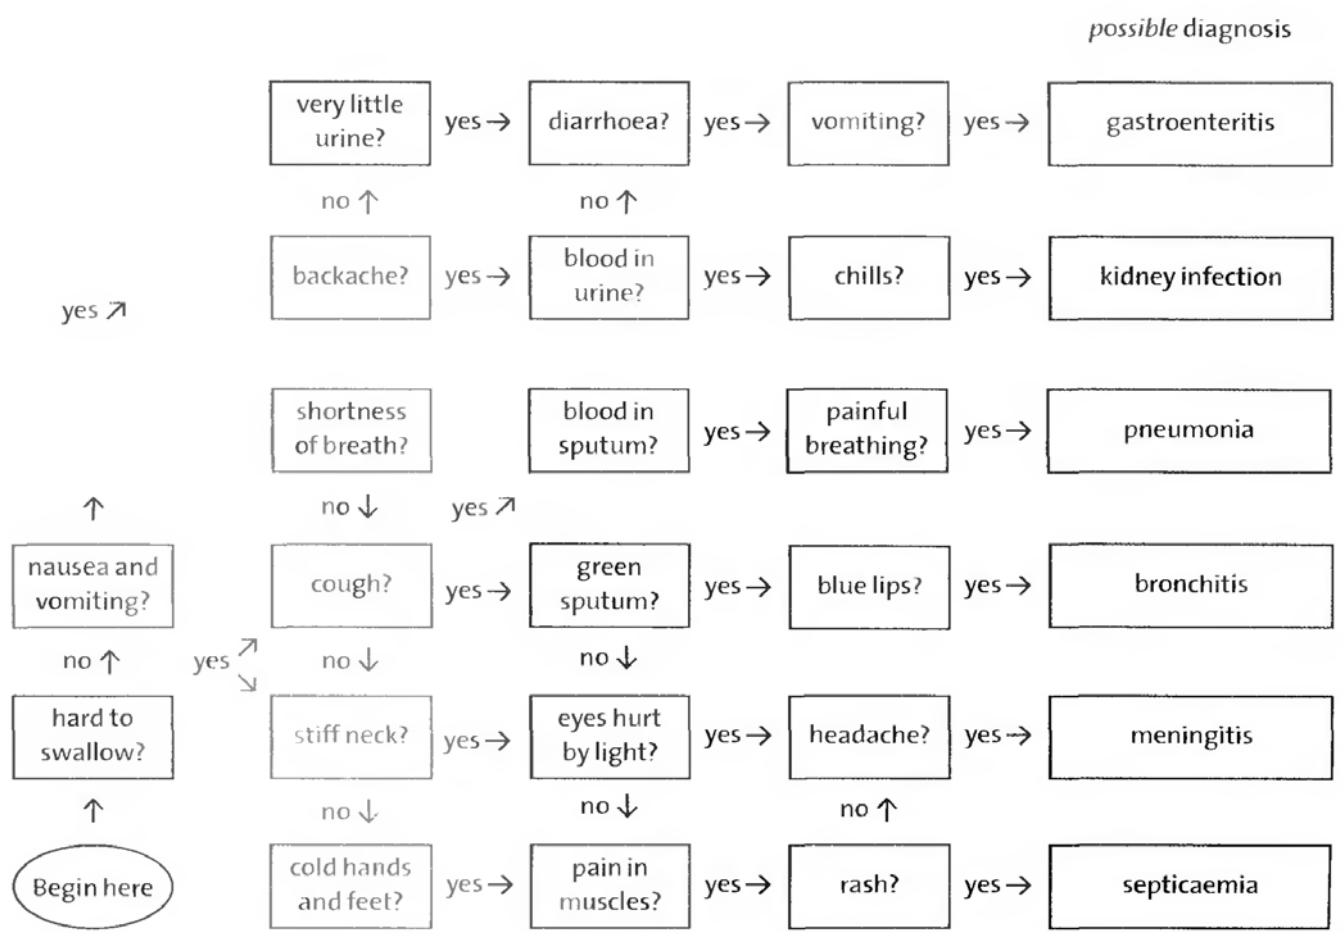 possible diagnosis
very little
urine?
yes →
diarrhoea?
yes →
vomiting?
yes →
gastroenteritis
no ↑
no ↑
backache?
yes →
blood in
urine?
yes →
chills?
yes →
kidney infection
yes ↗
shortness
of breath?
blood in
sputum?
yes →
painful
breathing?
yes →
pneumonia
↑
no ↓
yes ↗
nausea and
vomiting?
cough?
yes →
green
sputum?
yes →
blue lips?
yes →
bronchitis
no ↑
yes ↗
↘
no ↓
no ↓
hard to
swallow?
stiff neck?
yes →
eyes hurt
by light?
yes →
headache?
yes →
meningitis
↑
no ↓
no ↓
no ↑
Begin here
cold hands
and feet?
yes →
pain in
muscles?
yes →
rash?
yes →
septicaemia